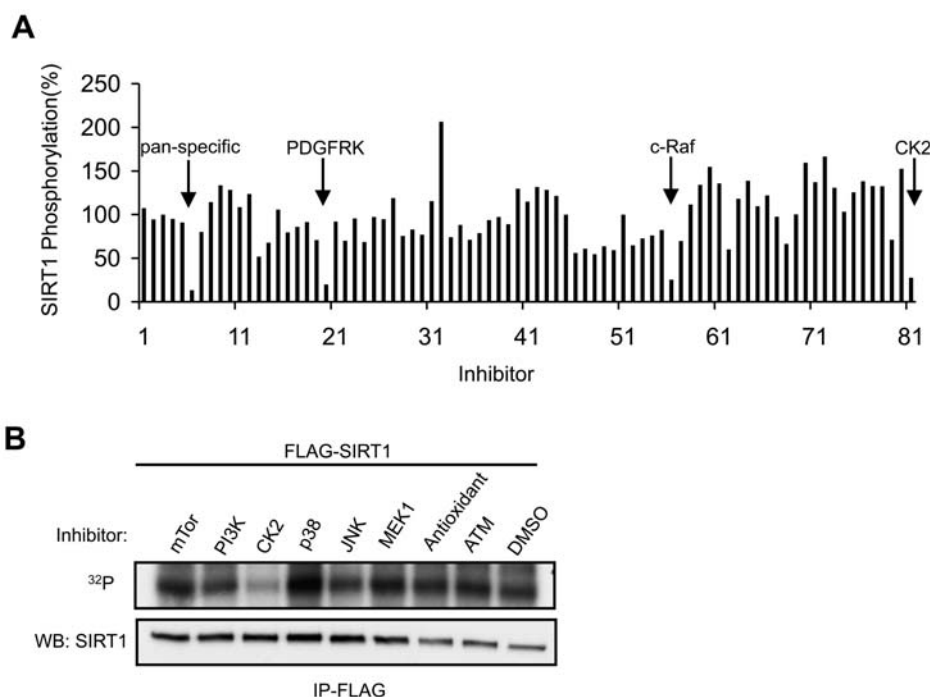 A
250
200
150
100
50
0
SIRT1 Phosphorylation(%)
pan-specific PDGFRK c-Raf CK2
1 11 21 31 41 51 61 71 81
Inhibitor
B
FLAG-SIRT1
Inhibitor: mTor PI3K CK2 p38 JNK MEK1 Antioxidant ATM DMSO
32P
WB: SIRT1
IP-FLAG